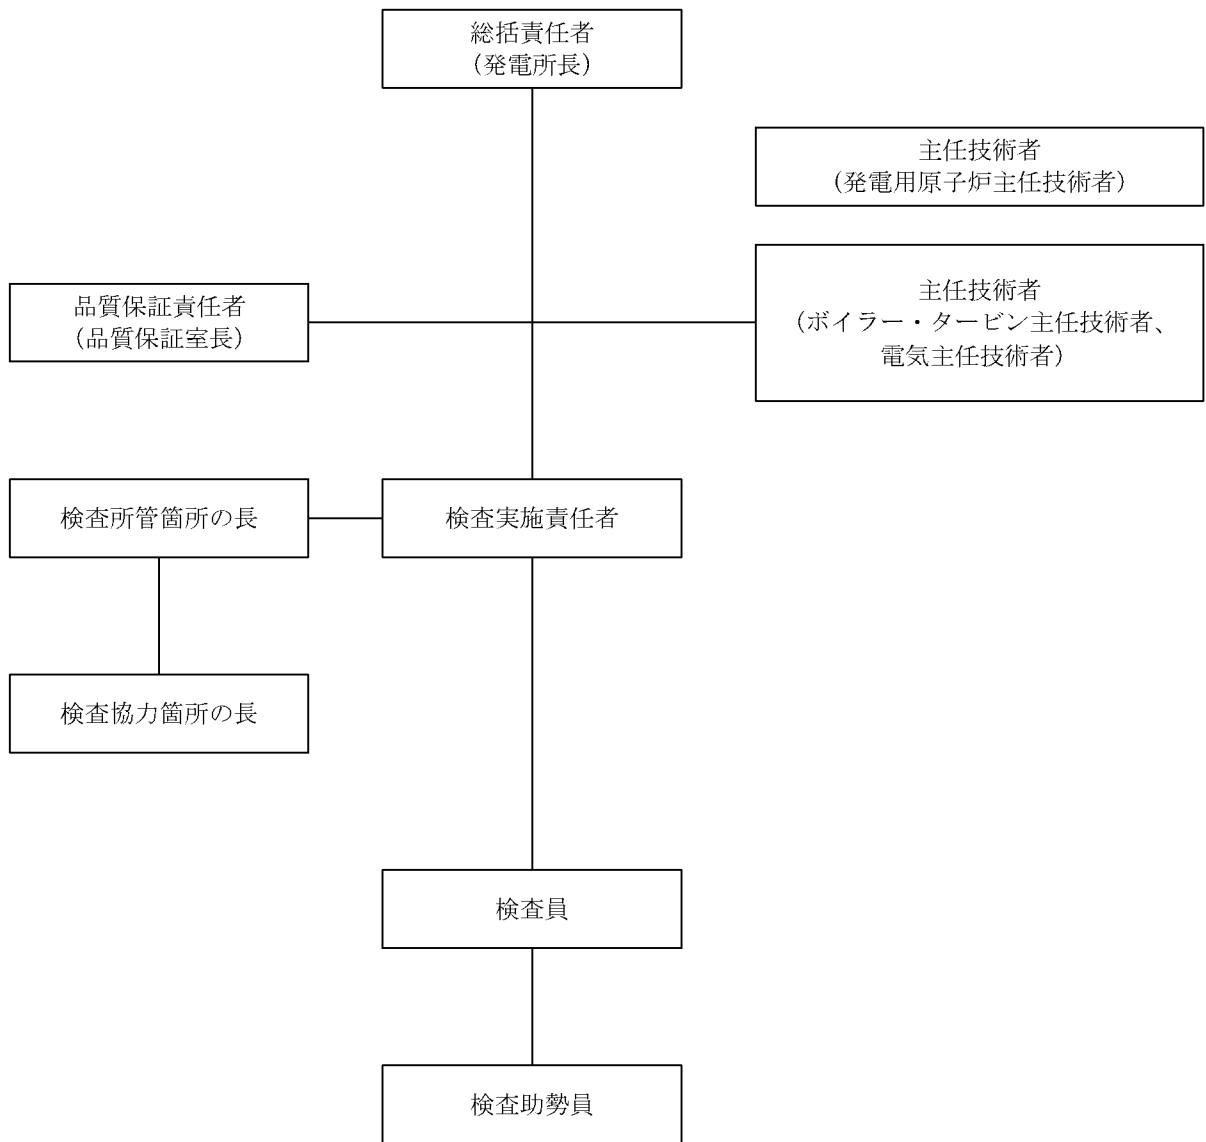 総括責任者
（発電所長）
主任技術者
（発電用原子炉主任技術者）
主任技術者
（ボイラー・タービン主任技術者、
電気主任技術者）
品質保証責任者
（品質保証室長）
検査所管箇所の長
検査実施責任者
検査協力箇所の長
検査員
検査助勢員